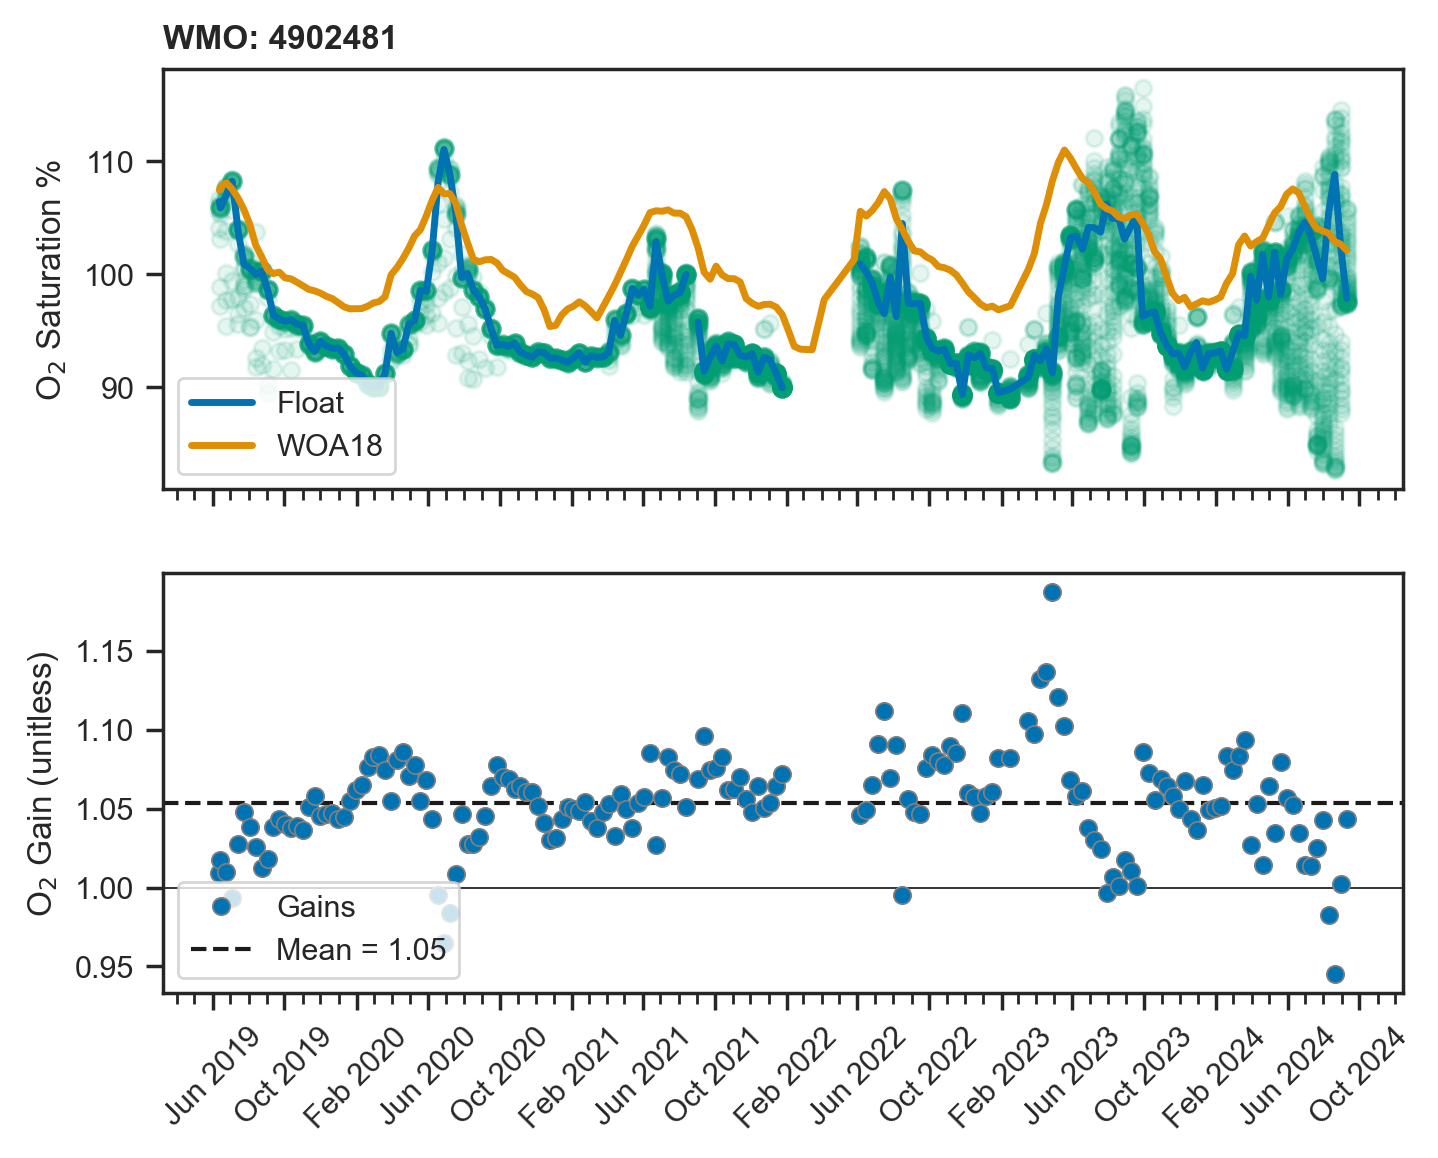 WMO: 4902481
O₂ Saturation %
110
100
90
Float
WOA18
O₂ Gain (unitless)
1.15
1.10
1.05
1.00
0.95
Gains
Mean = 1.05
Jun 2019
Oct 2019
Feb 2020
Jun 2020
Oct 2020
Feb 2021
Jun 2021
Oct 2021
Feb 2022
Jun 2022
Oct 2022
Feb 2023
Jun 2023
Oct 2023
Feb 2024
Jun 2024
Oct 2024